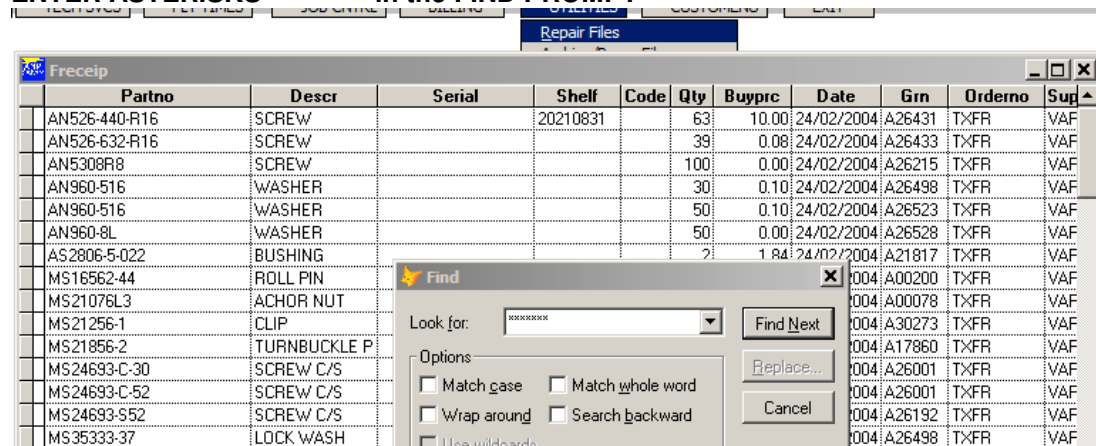 ENTER ASTERISKS ******* in the FIND PROMPT
TECH SVCS FLT TIMES JOB CNTRL BILLING UTILITIES CUSTOMENU EXIT
Repair Files
Freceip
Partno Descr Serial Shelf Code Qty Buyprc Date Grn Orderno Sup
AN526-440-R16 SCREW 20210831 63 10.00 24/02/2004 A26431 TXFR VAF
AN526-632-R16 SCREW 39 0.08 24/02/2004 A26433 TXFR VAF
AN5308R8 SCREW 100 0.00 24/02/2004 A26215 TXFR VAF
AN960-516 WASHER 30 0.10 24/02/2004 A26498 TXFR VAF
AN960-516 WASHER 50 0.10 24/02/2004 A26523 TXFR VAF
AN960-8L WASHER 50 0.00 24/02/2004 A26528 TXFR VAF
AS2806-5-022 BUSHING 2 1.84 24/02/2004 A21817 TXFR VAF
MS16562-44 ROLL PIN 004 A00200 TXFR VAF
MS21076L3 ACHOR NUT 004 A00078 TXFR VAF
MS21256-1 CLIP 004 A30273 TXFR VAF
MS21856-2 TURNBUCKLE P 004 A17860 TXFR VAF
MS24693-C-30 SCREW C/S 004 A26001 TXFR VAF
MS24693-C-52 SCREW C/S 004 A26001 TXFR VAF
MS24693-S52 SCREW C/S 004 A26192 TXFR VAF
MS35333-37 LOCK WASH 004 A26498 TXFR VAF
Find
Look for: ******* Find Next
Options
Replace...
Match case Match whole word
Cancel
Wrap around Search backward
Use wildcards